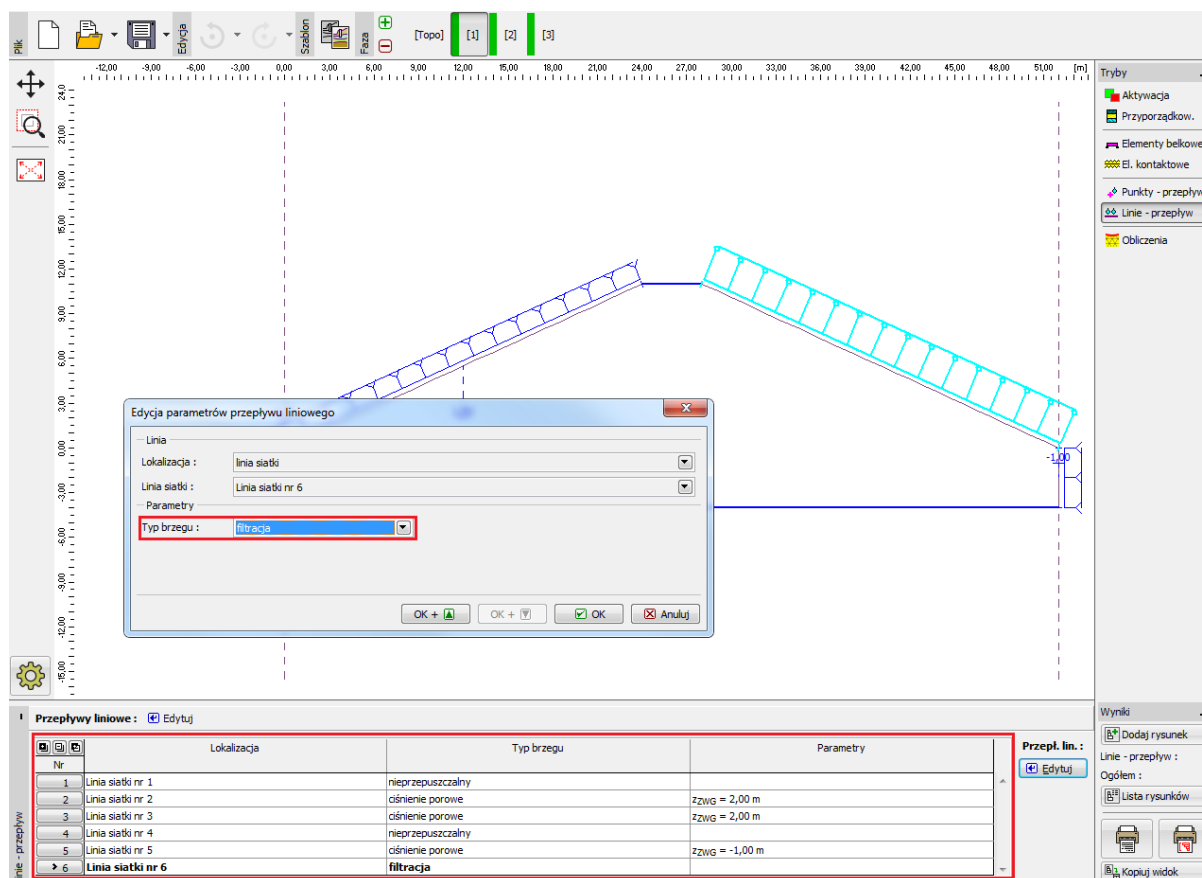 Plik
Edycja
Szablon
Faza
[Topo] [1] [2] [3]
-12,00 -9,00 -6,00 -3,00 0,00 3,00 6,00 9,00 12,00 15,00 18,00 21,00 24,00 27,00 30,00 33,00 36,00 39,00 42,00 45,00 48,00 51,00 [m]
24,0
21,00
18,00
15,00
12,00
9,00
6,00
3,00
0,00
-3,00
-6,00
-9,00
-12,00
-15,00
-1,00
Tryby
Aktywacja
Przyporządkow.
Elementy belkowe
El. kontaktowe
Punkty - przepływ
Linie - przepływ
Obliczenia
Edycja parametrów przepływu liniowego
Linia
Lokalizacja : linia siatki
Linia siatki : Linia siatki nr 6
Parametry
Typ brzegu : filtracja
OK + OK + OK Anuluj
Przepływy liniowe : Edytuj
Nr Lokalizacja Typ brzegu Parametry
1 Linia siatki nr 1 nieprzepuszczalny
2 Linia siatki nr 2 ciśnienie porowe zZWG = 2,00 m
3 Linia siatki nr 3 ciśnienie porowe zZWG = 2,00 m
4 Linia siatki nr 4 nieprzepuszczalny
5 Linia siatki nr 5 ciśnienie porowe zZWG = -1,00 m
6 Linia siatki nr 6 filtracja
Przepł. lin. :
Edytuj
inie - przepływ
Wyniki
Dodaj rysunek
Linie - przepływ :
Ogółem :
Lista rysunków
Kopiuj widok